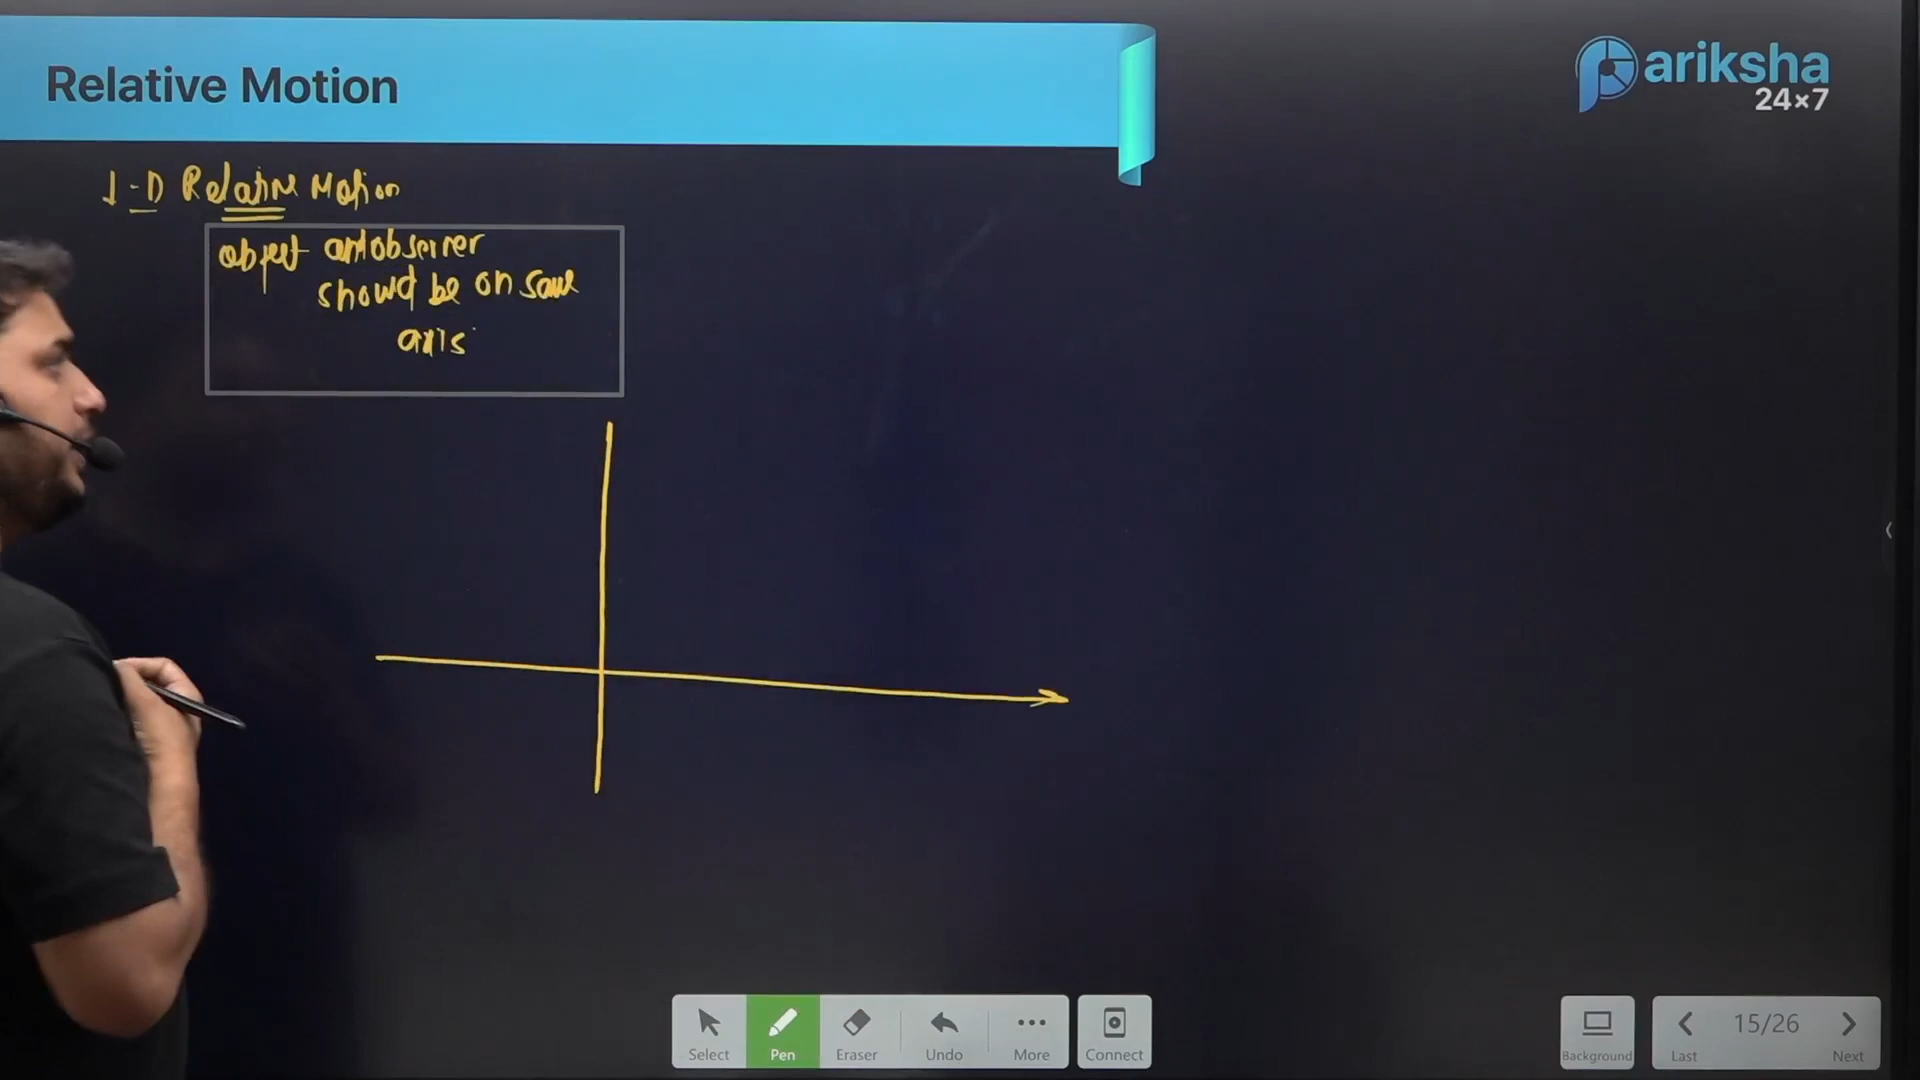 Relative Motion
Pariksha
24×7
1-D Relative Motion
object and observer
should be on same
axis
Select
Pen
Eraser
Undo
More
Connect
Background
15/26
Last
Next